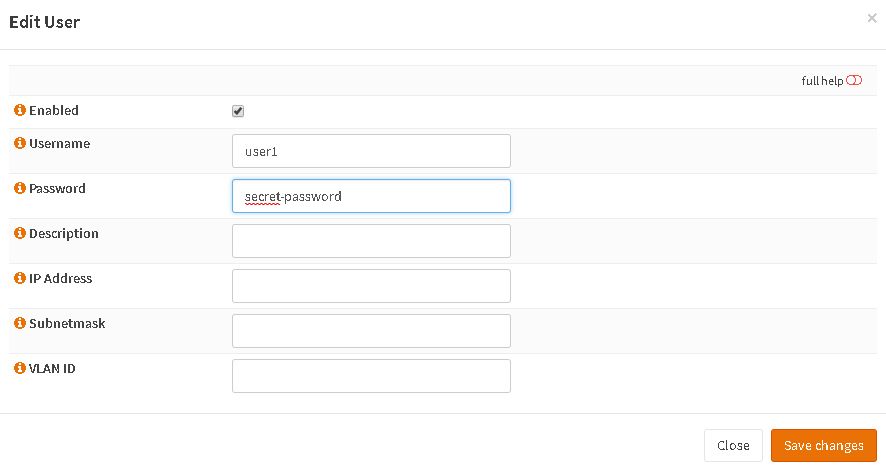 Edit User
×
full help
Enabled
Username
user1
Password
secret-password
Description
IP Address
Subnetmask
VLAN ID
Close
Save changes